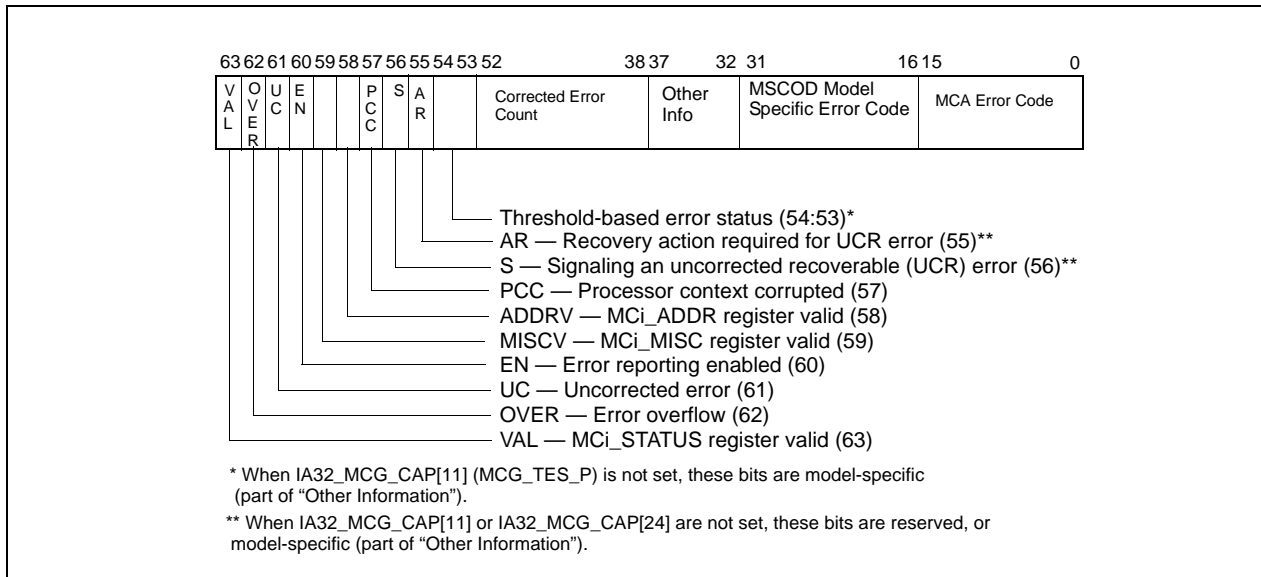 63 62 61 60 59 58 57 56 55 54 53 52 38 37 32 31 16 15 0
VAL
OVER
UC
EN
PCC
S
AR
Corrected Error
Count
Other
Info
MSCOD Model
Specific Error Code
MCA Error Code
Threshold-based error status (54:53)*
AR — Recovery action required for UCR error (55)**
S — Signaling an uncorrected recoverable (UCR) error (56)**
PCC — Processor context corrupted (57)
ADDRV — MCi_ADDR register valid (58)
MISCV — MCi_MISC register valid (59)
EN — Error reporting enabled (60)
UC — Uncorrected error (61)
OVER — Error overflow (62)
VAL — MCi_STATUS register valid (63)
* When IA32_MCG_CAP[11] (MCG_TES_P) is not set, these bits are model-specific
(part of “Other Information”).
** When IA32_MCG_CAP[11] or IA32_MCG_CAP[24] are not set, these bits are reserved, or
model-specific (part of “Other Information”).